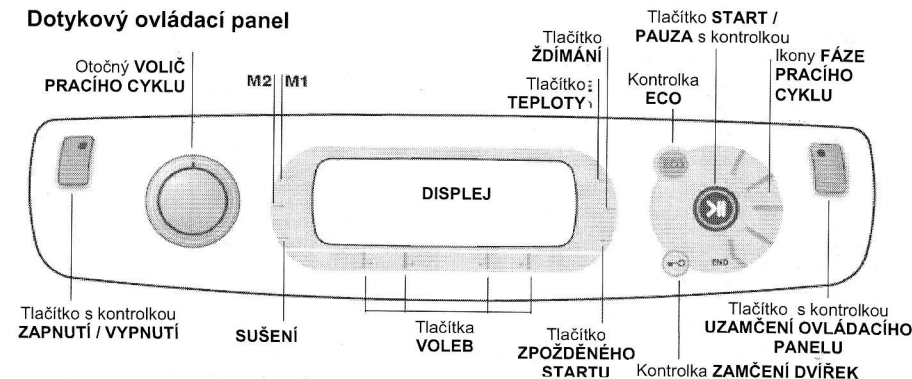 Dotykový ovládací panel
Otočný VOLIČ
PRACÍHO CYKLU
M2 M1
Tlačítko
ŽDÍMÁNÍ
Tlačítko
TEPLOTY
Tlačítko START /
PAUZA s kontrolkou
Kontrolka
ECO
Ikony FÁZE
PRACÍHO
CYKLU
DISPLEJ
ECO
END
Tlačítko s kontrolkou
ZAPNUTÍ / VYPNUTÍ
SUŠENÍ
Tlačítka
VOLEB
Tlačítko
ZPOŽDĚNÉHO
STARTU
Kontrolka ZAMČENÍ DVÍŘEK
Tlačítko s kontrolkou
UZAMČENÍ OVLÁDACÍHO
PANELU